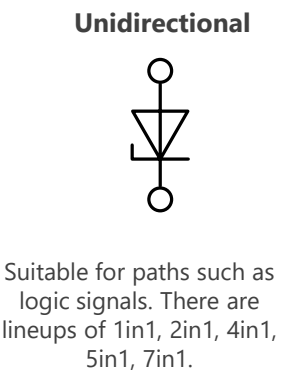 Unidirectional
Suitable for paths such as
logic signals. There are
lineups of 1in1, 2in1, 4in1,
5in1, 7in1.